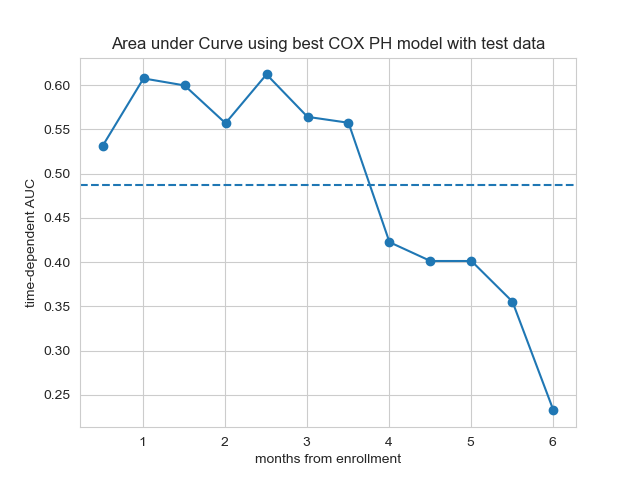 Area under Curve using best COX PH model with test data
time-dependent AUC
0.60
0.55
0.50
0.45
0.40
0.35
0.30
0.25
1 2 3 4 5 6
months from enrollment